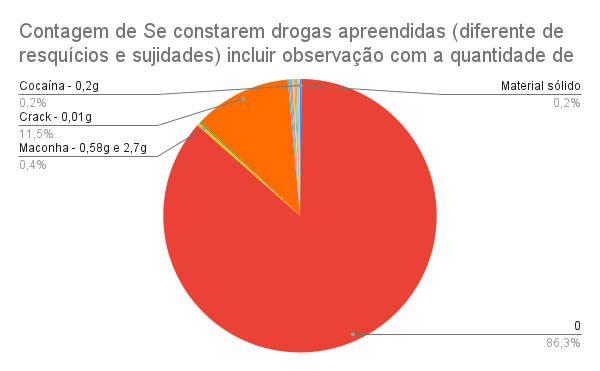 Contagem de Se constarem drogas apreendidas (diferente de
resquícios e sujidades) incluir observação com a quantidade de
Cocaína - 0,2g
0,2%
Crack - 0,01g
11,5%
Maconha - 0,58g e 2,7g
0,4%
Material sólido
0,2%
0
86,3%